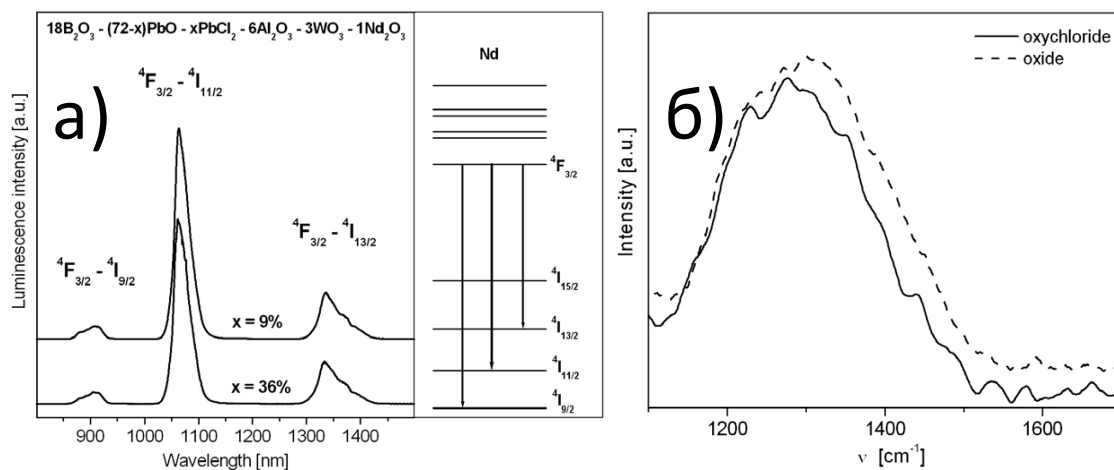 18B₂O₃ - (72-x)PbO - xPbCl₂ - 6Al₂O₃ - 3WO₃ - 1Nd₂O₃
а)
⁴F₃/₂ - ⁴I₁₁/₂
⁴F₃/₂ - ⁴I₁₃/₂
⁴F₃/₂ - ⁴I₉/₂
x = 9%
x = 36%
Luminescence intensity [a.u.]
900 1000 1100 1200 1300 1400
Wavelength [nm]
Nd
⁴F₃/₂
⁴I₁₅/₂
⁴I₁₃/₂
⁴I₁₁/₂
⁴I₉/₂
б)
oxychloride
oxide
Intensity [a.u.]
1200 1400 1600
ν [cm⁻¹]